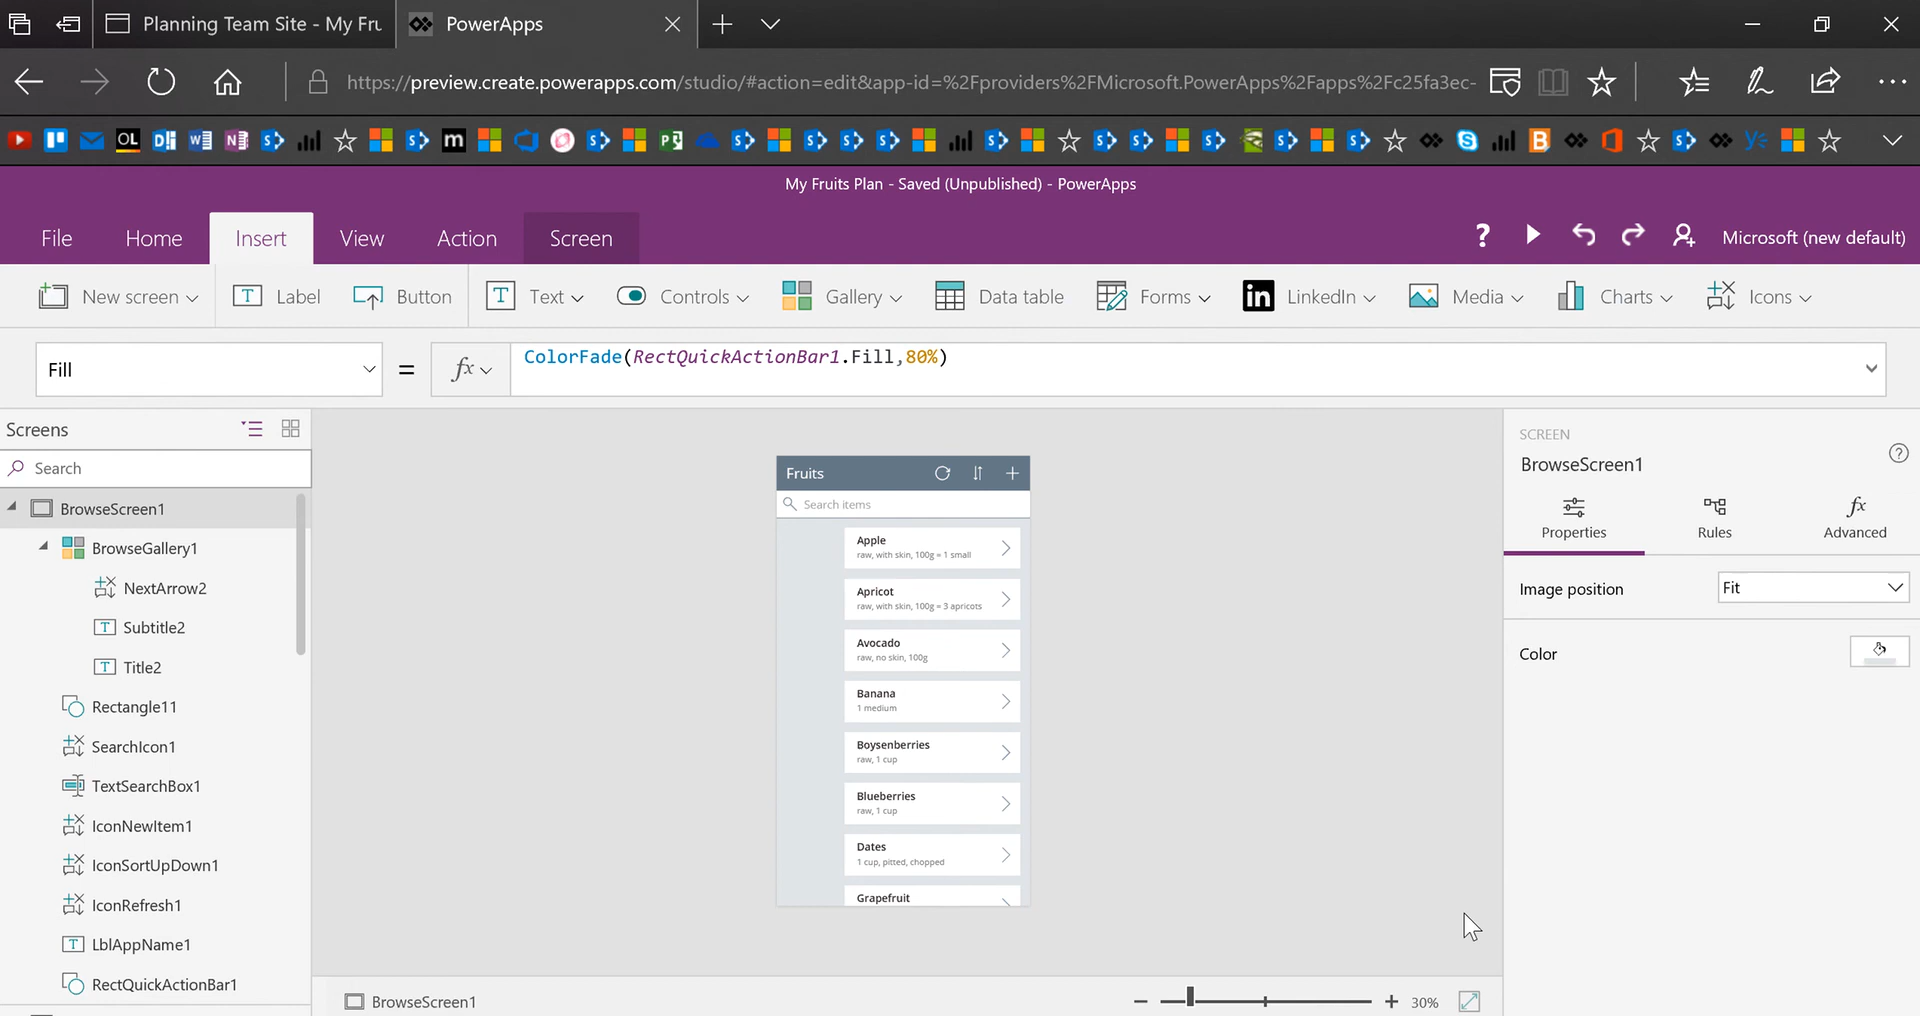 Planning Team Site - My Fru
PowerApps
https://preview.create.powerapps.com/studio/#action=edit&app-id=%2Fproviders%2FMicrosoft.PowerApps%2Fapps%2Fc25fa3ec-
OL
m
My Fruits Plan - Saved (Unpublished) - PowerApps
File Home Insert View Action Screen ? Microsoft (new default)
New screen Label Button Text Controls Gallery Data table Forms LinkedIn Media Charts Icons
Fill = fx ColorFade(RectQuickActionBar1.Fill,80%)
Screens
Search
BrowseScreen1
BrowseGallery1
NextArrow2
Subtitle2
Title2
Rectangle11
SearchIcon1
TextSearchBox1
IconNewItem1
IconSortUpDown1
IconRefresh1
LblAppName1
RectQuickActionBar1
Fruits
Search items
Apple
raw, with skin, 100g = 1 small
Apricot
raw, with skin, 100g = 3 apricots
Avocado
raw, no skin, 100g
Banana
1 medium
Boysenberries
raw, 1 cup
Blueberries
raw, 1 cup
Dates
1 cup, pitted, chopped
Grapefruit
BrowseScreen1
30%
SCREEN
BrowseScreen1
Properties Rules Advanced
Image position Fit
Color